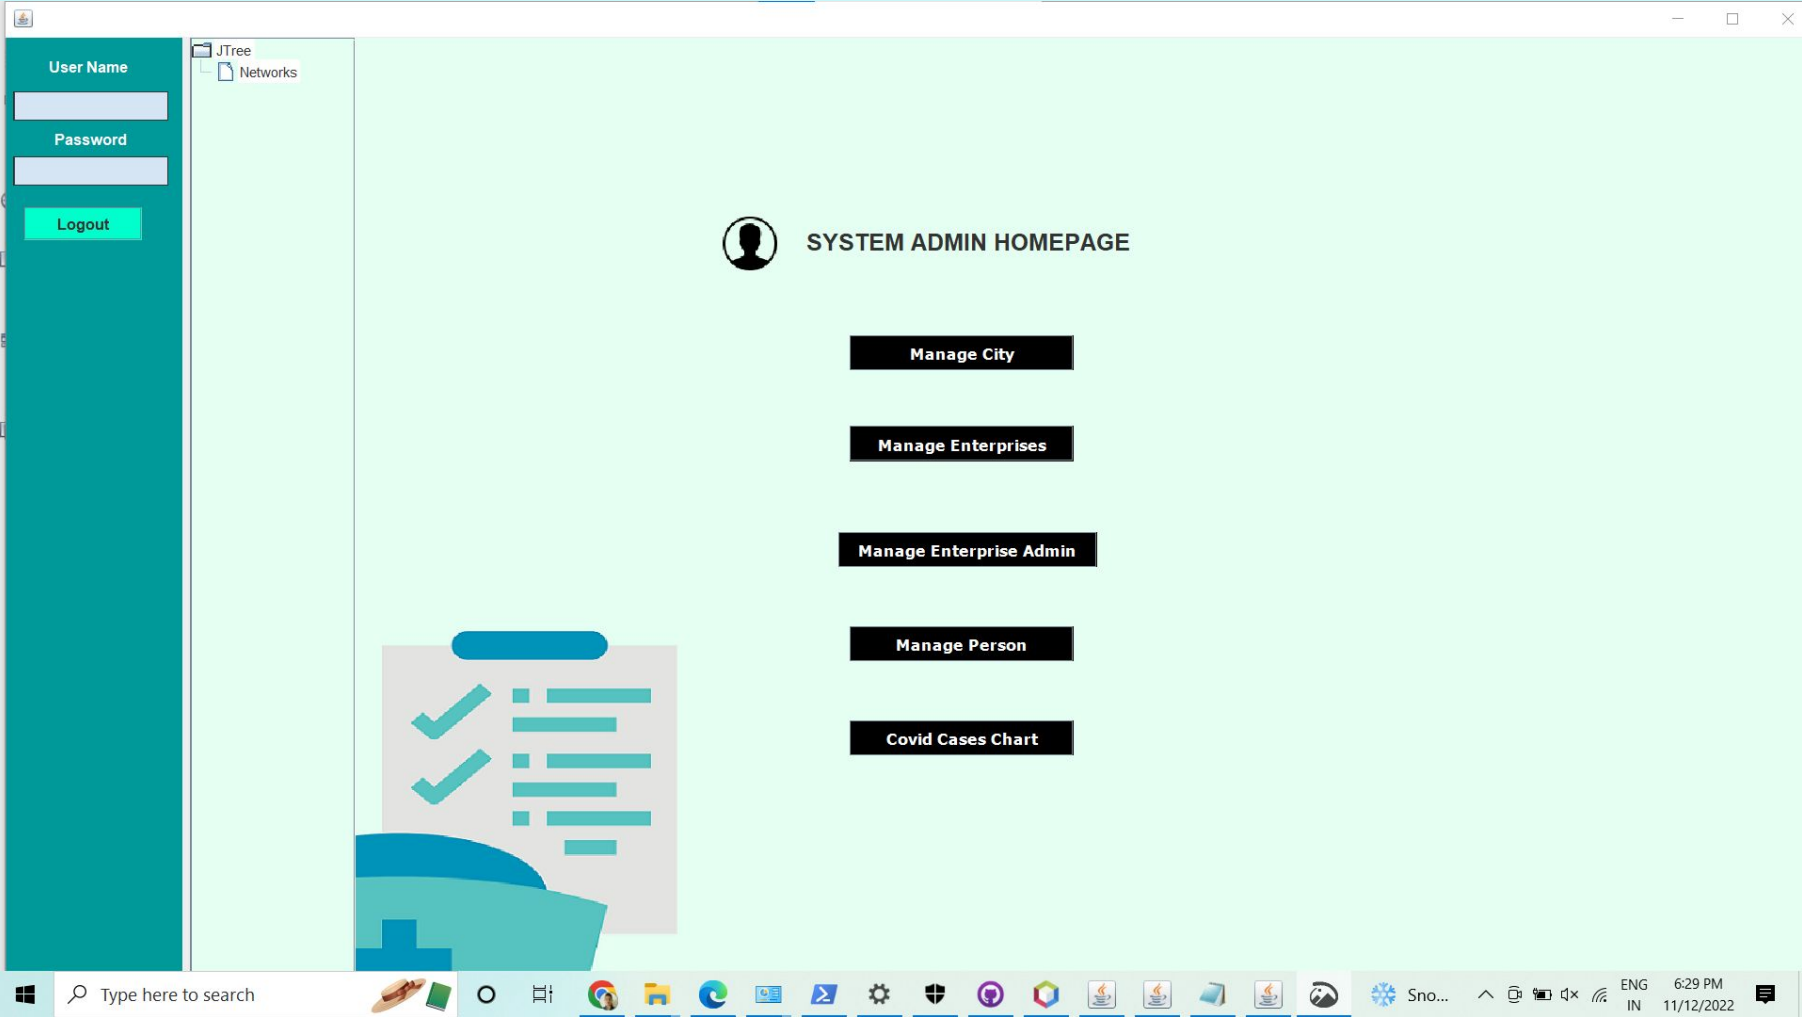 User Name
Password
Logout
JTree
Networks
SYSTEM ADMIN HOMEPAGE
Manage City
Manage Enterprises
Manage Enterprise Admin
Manage Person
Covid Cases Chart
Type here to search
Sno...
ENG
IN
6:29 PM
11/12/2022